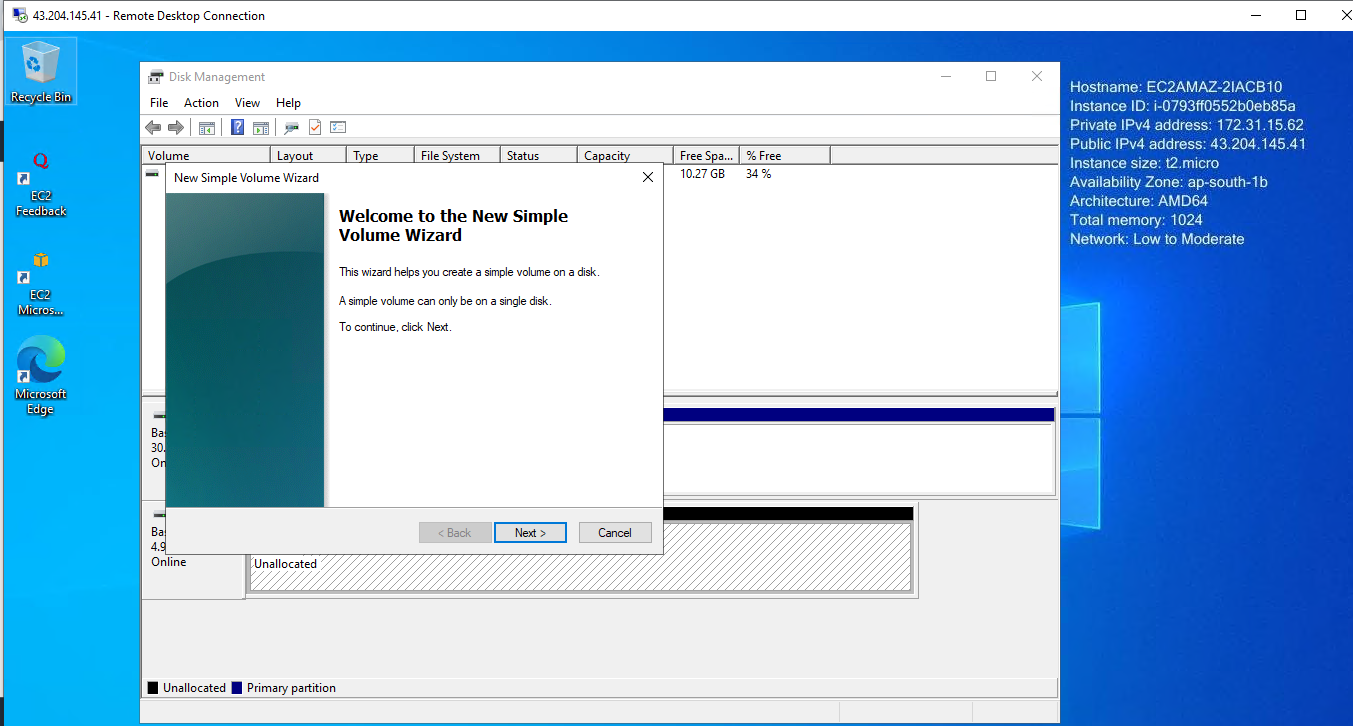 43.204.145.41 - Remote Desktop Connection
Recycle Bin
EC2
Feedback
EC2
Micros...
Microsoft
Edge
Disk Management
File Action View Help
Volume Layout Type File System Status Capacity Free Spa... % Free
10.27 GB 34 %
New Simple Volume Wizard
Welcome to the New Simple
Volume Wizard
This wizard helps you create a simple volume on a disk.
A simple volume can only be on a single disk.
To continue, click Next.
< Back Next > Cancel
Bas
30.
On
Bas
4.9
Online
Unallocated
Unallocated Primary partition
Hostname: EC2AMAZ-2IACB10
Instance ID: i-0793ff0552b0eb85a
Private IPv4 address: 172.31.15.62
Public IPv4 address: 43.204.145.41
Instance size: t2.micro
Availability Zone: ap-south-1b
Architecture: AMD64
Total memory: 1024
Network: Low to Moderate